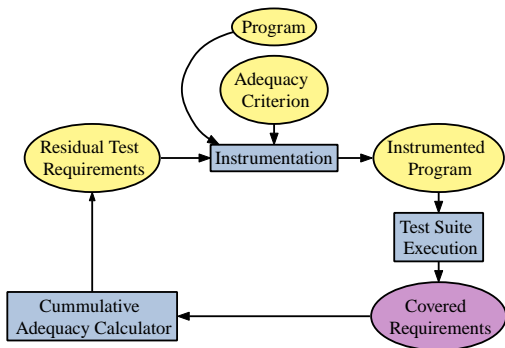 Program
Adequacy
Criterion
Residual Test
Requirements
Instrumentation
Instrumented
Program
Test Suite
Execution
Cummulative
Adequacy Calculator
Covered
Requirements